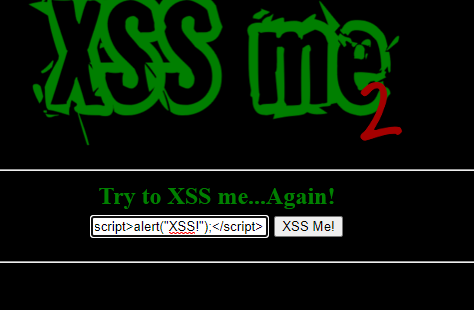 XSS me
2
Try to XSS me...Again!
script>alert("XSS!");</script> XSS Me!